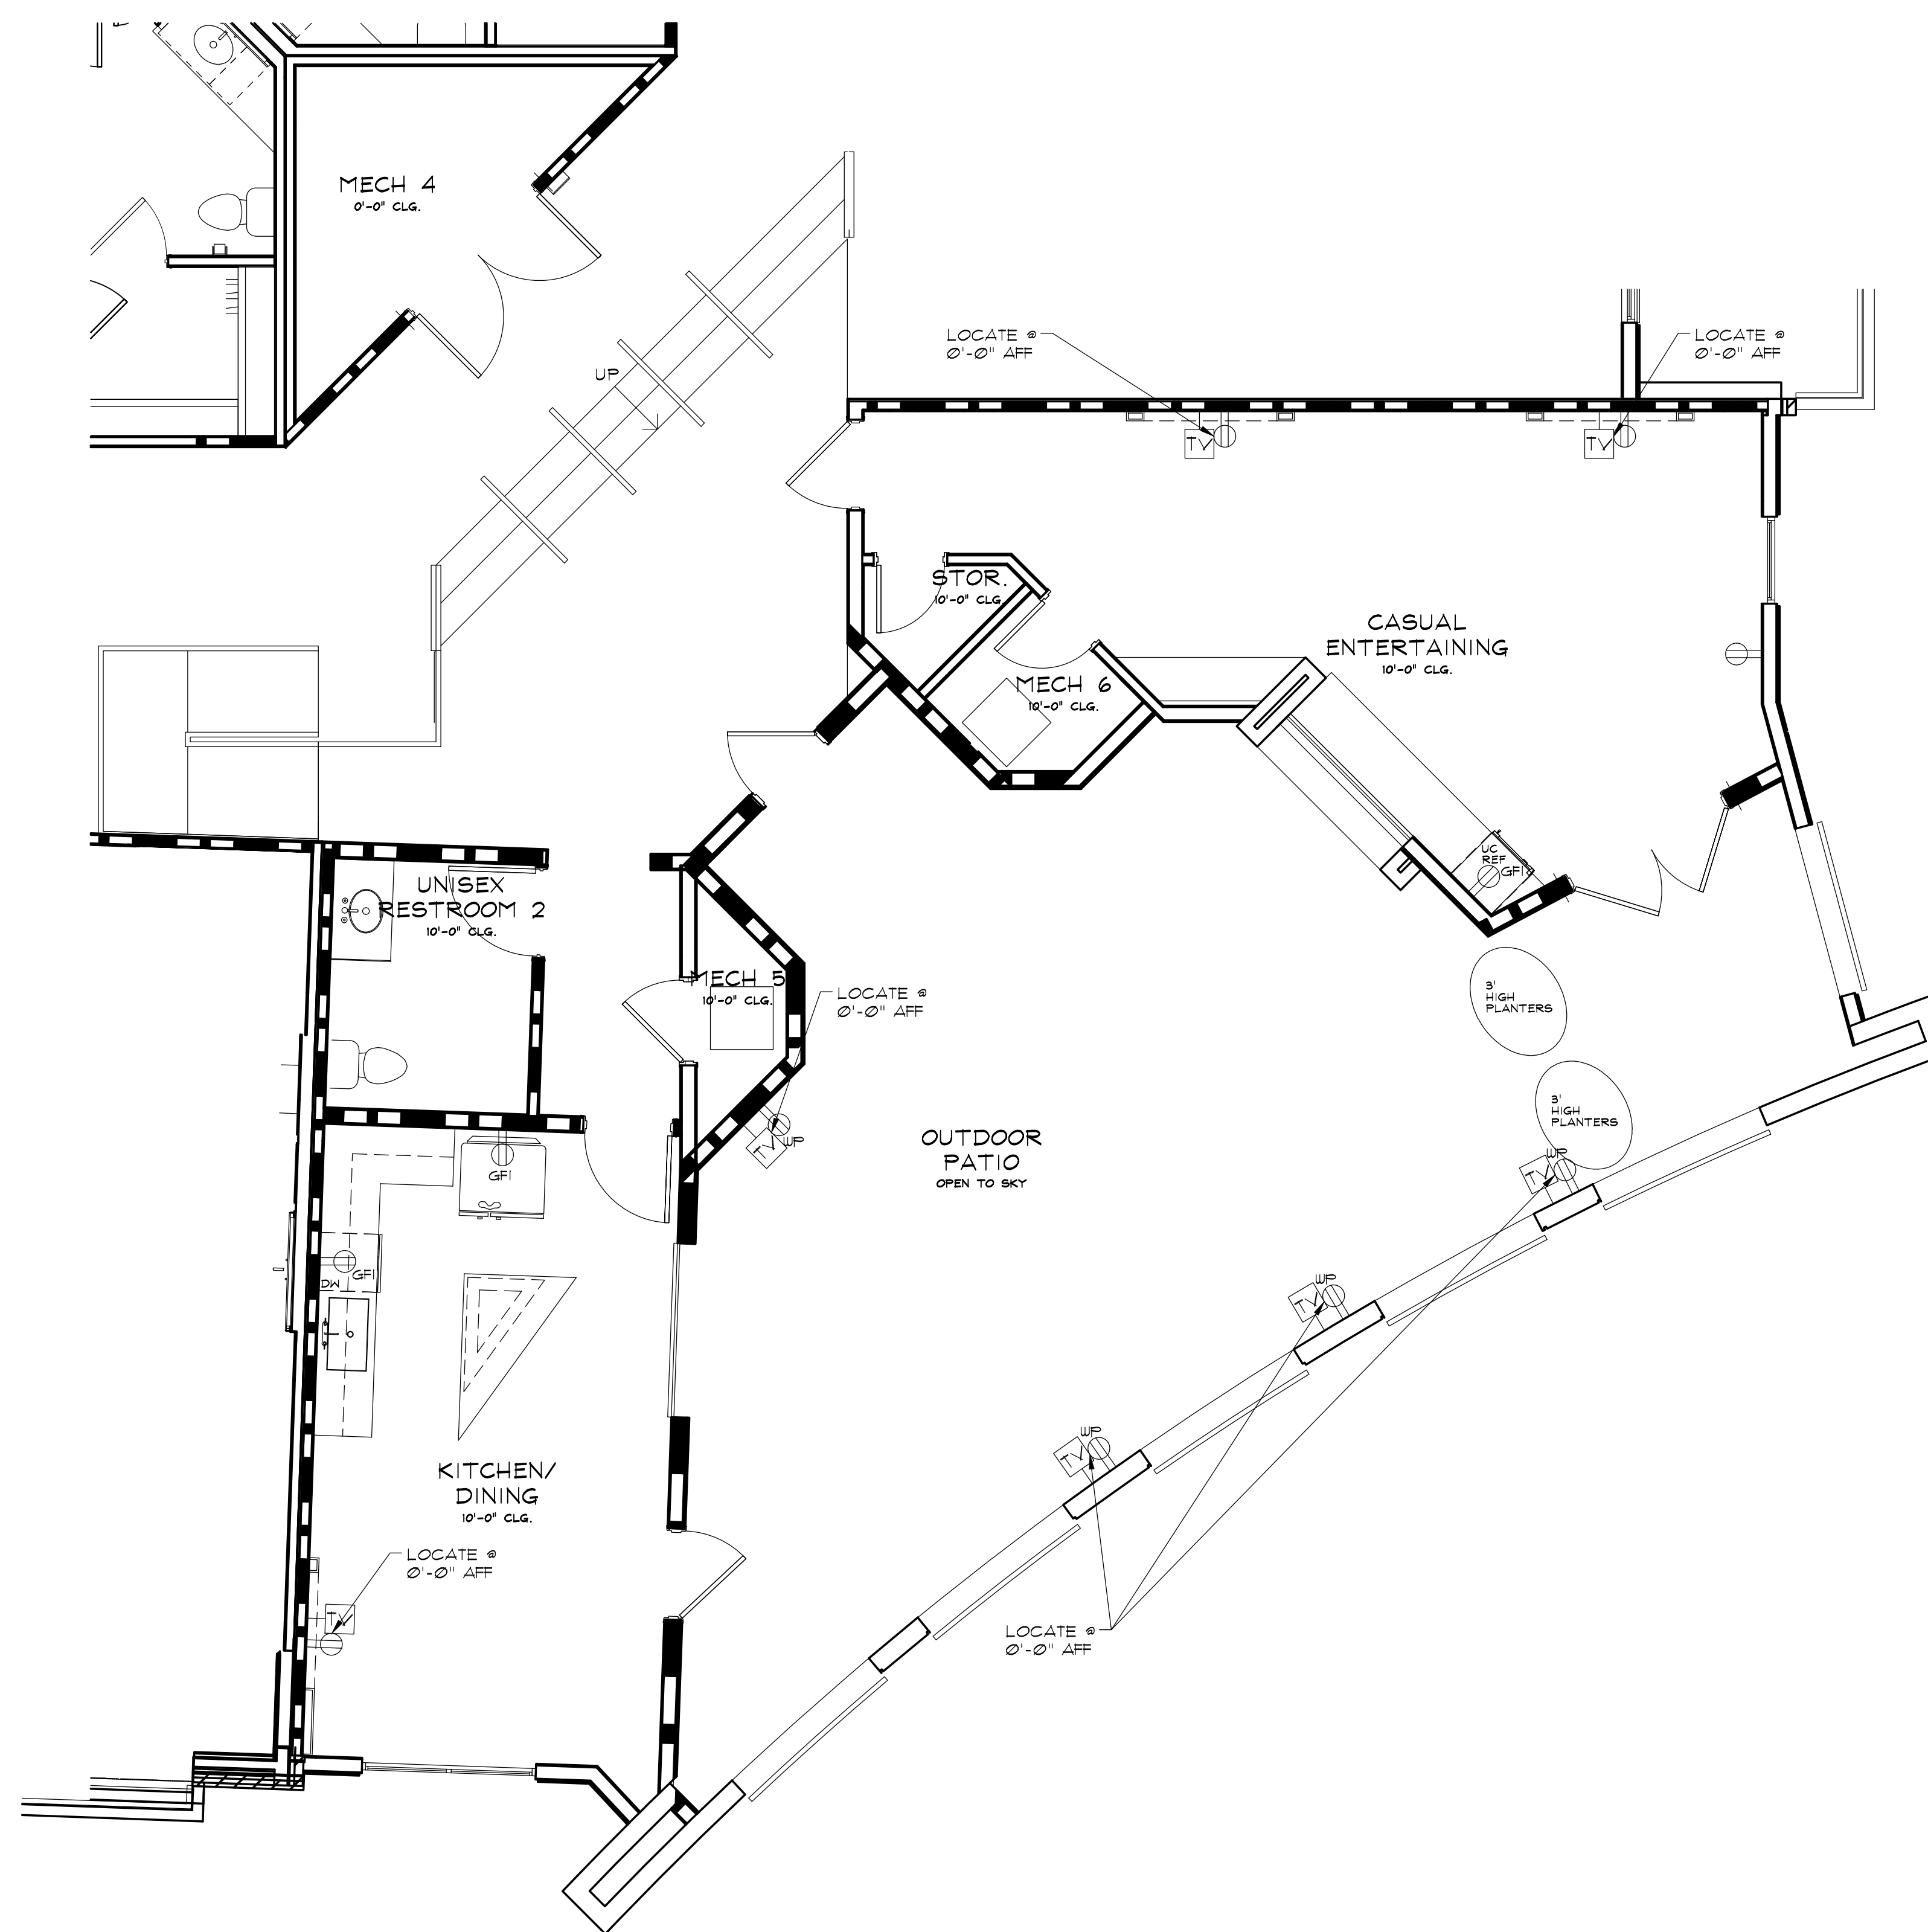 MECH 4
0'-0" CLG.
UP
LOCATE @
0'-0" AFF
LOCATE @
0'-0" AFF
TV
TV
STOR.
10'-0" CLG.
CASUAL
ENTERTAINING
10'-0" CLG.
MECH 6
10'-0" CLG.
UC
REF
GFI
UNISEX
RESTROOM 2
10'-0" CLG.
MECH 5
10'-0" CLG.
LOCATE @
0'-0" AFF
3'
HIGH
PLANTERS
3'
HIGH
PLANTERS
TV
WP
OUTDOOR
PATIO
OPEN TO SKY
WP
TV
GFI
GFI
DW
WP
TV
WP
TV
KITCHEN/
DINING
10'-0" CLG.
LOCATE @
0'-0" AFF
TV
LOCATE @
0'-0" AFF